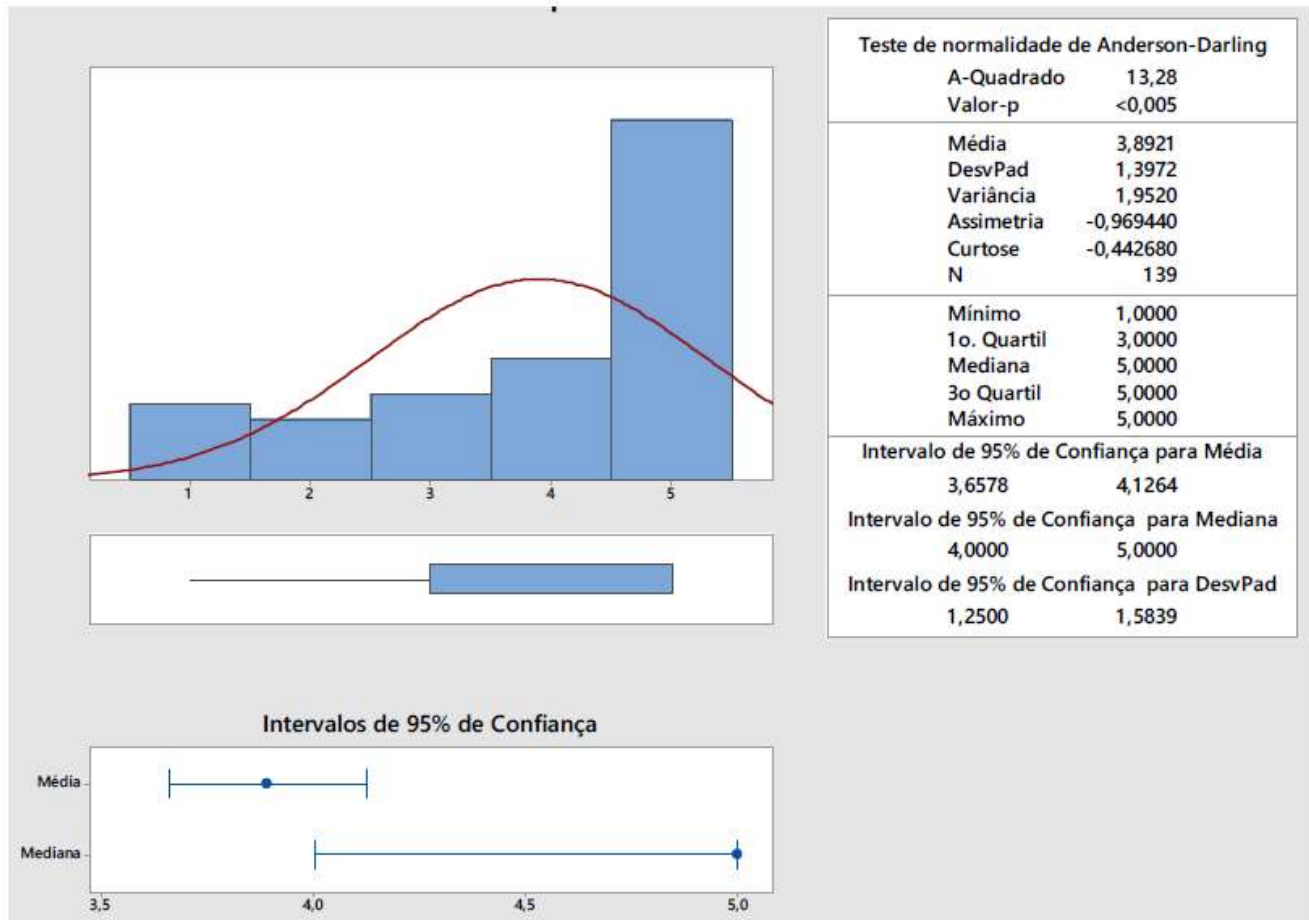 1
2
3
4
5
Intervalos de 95% de Confiança
Média
Mediana
3,5
4,0
4,5
5,0
Teste de normalidade de Anderson-Darling
A-Quadrado 13,28
Valor-p <0,005
Média 3,8921
DesvPad 1,3972
Variância 1,9520
Assimetria -0,969440
Curtose -0,442680
N 139
Mínimo 1,0000
1o. Quartil 3,0000
Mediana 5,0000
3o Quartil 5,0000
Máximo 5,0000
Intervalo de 95% de Confiança para Média
3,6578 4,1264
Intervalo de 95% de Confiança para Mediana
4,0000 5,0000
Intervalo de 95% de Confiança para DesvPad
1,2500 1,5839